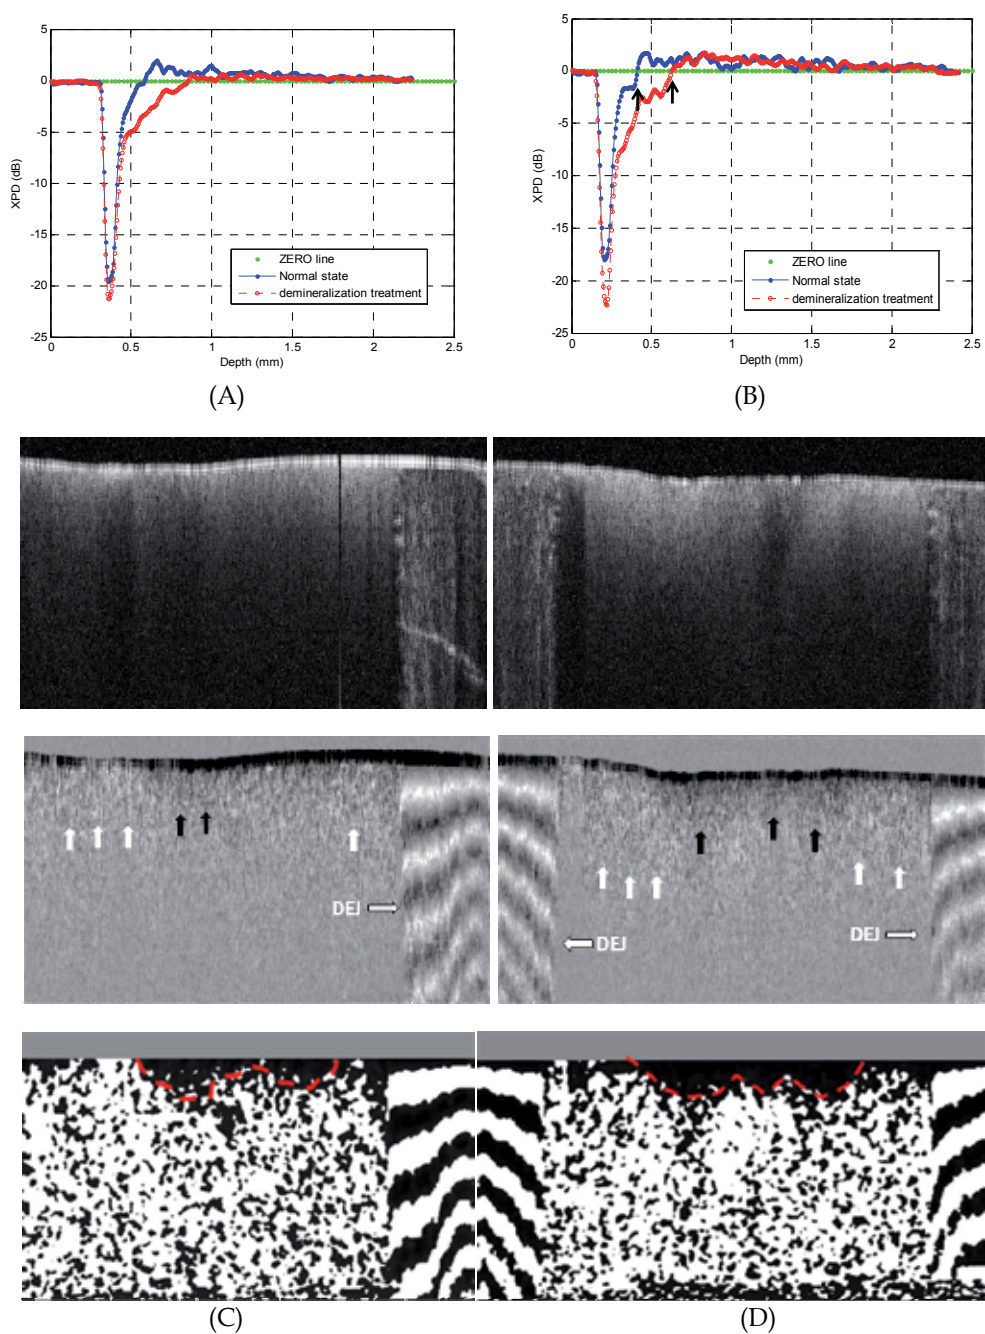 5
0
-5
-10
-15
-20
-25
XPD (dB)
ZERO line
Normal state
demineralization treatment
0 0.5 1 1.5 2 2.5
Depth (mm)
(A)
5
0
-5
-10
-15
-20
-25
XPD (dB)
ZERO line
Normal state
demineralization treatment
0 0.5 1 1.5 2 2.5
Depth (mm)
(B)
DEJ
DEJ
DEJ
(C)
(D)